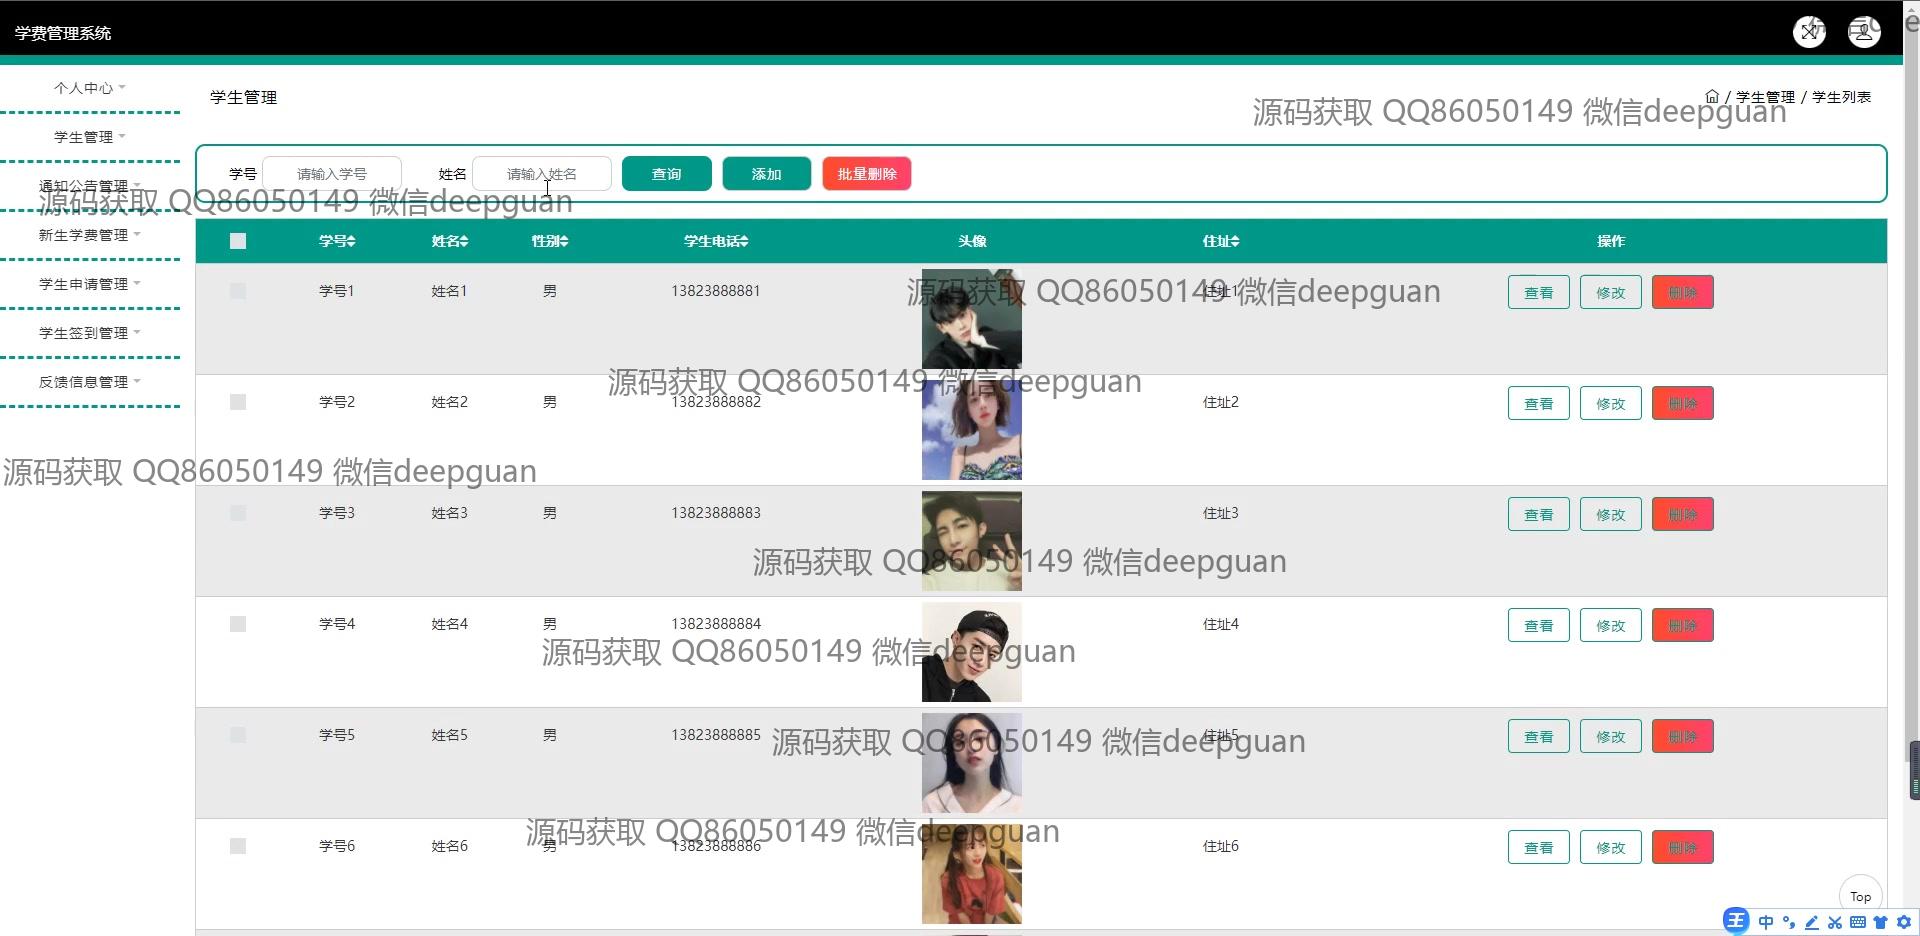 学费管理系统
个人中心
学生管理
通知公告管理
新生学费管理
学生申请管理
学生签到管理
反馈信息管理
学生管理
/ 学生管理 / 学生列表
源码获取 QQ86050149 微信deepguan
学号 请输入学号 姓名 请输入姓名 查询 添加 批量删除
源码获取 QQ86050149 微信deepguan
学号 姓名 性别 学生电话 头像 住址 操作
学号1 姓名1 男 13823888881 住址1 查看 修改 删除
源码获取 QQ86050149 微信deepguan
源码获取 QQ86050149 微信deepguan
学号2 姓名2 男 13823888882 住址2 查看 修改 删除
源码获取 QQ86050149 微信deepguan
学号3 姓名3 男 13823888883 住址3 查看 修改 删除
源码获取 QQ86050149 微信deepguan
学号4 姓名4 男 13823888884 住址4 查看 修改 删除
源码获取 QQ86050149 微信deepguan
学号5 姓名5 男 13823888885 住址5 查看 修改 删除
源码获取 QQ86050149 微信deepguan
源码获取 QQ86050149 微信deepguan
学号6 姓名6 男 13823888886 住址6 查看 修改 删除
Top
王 中